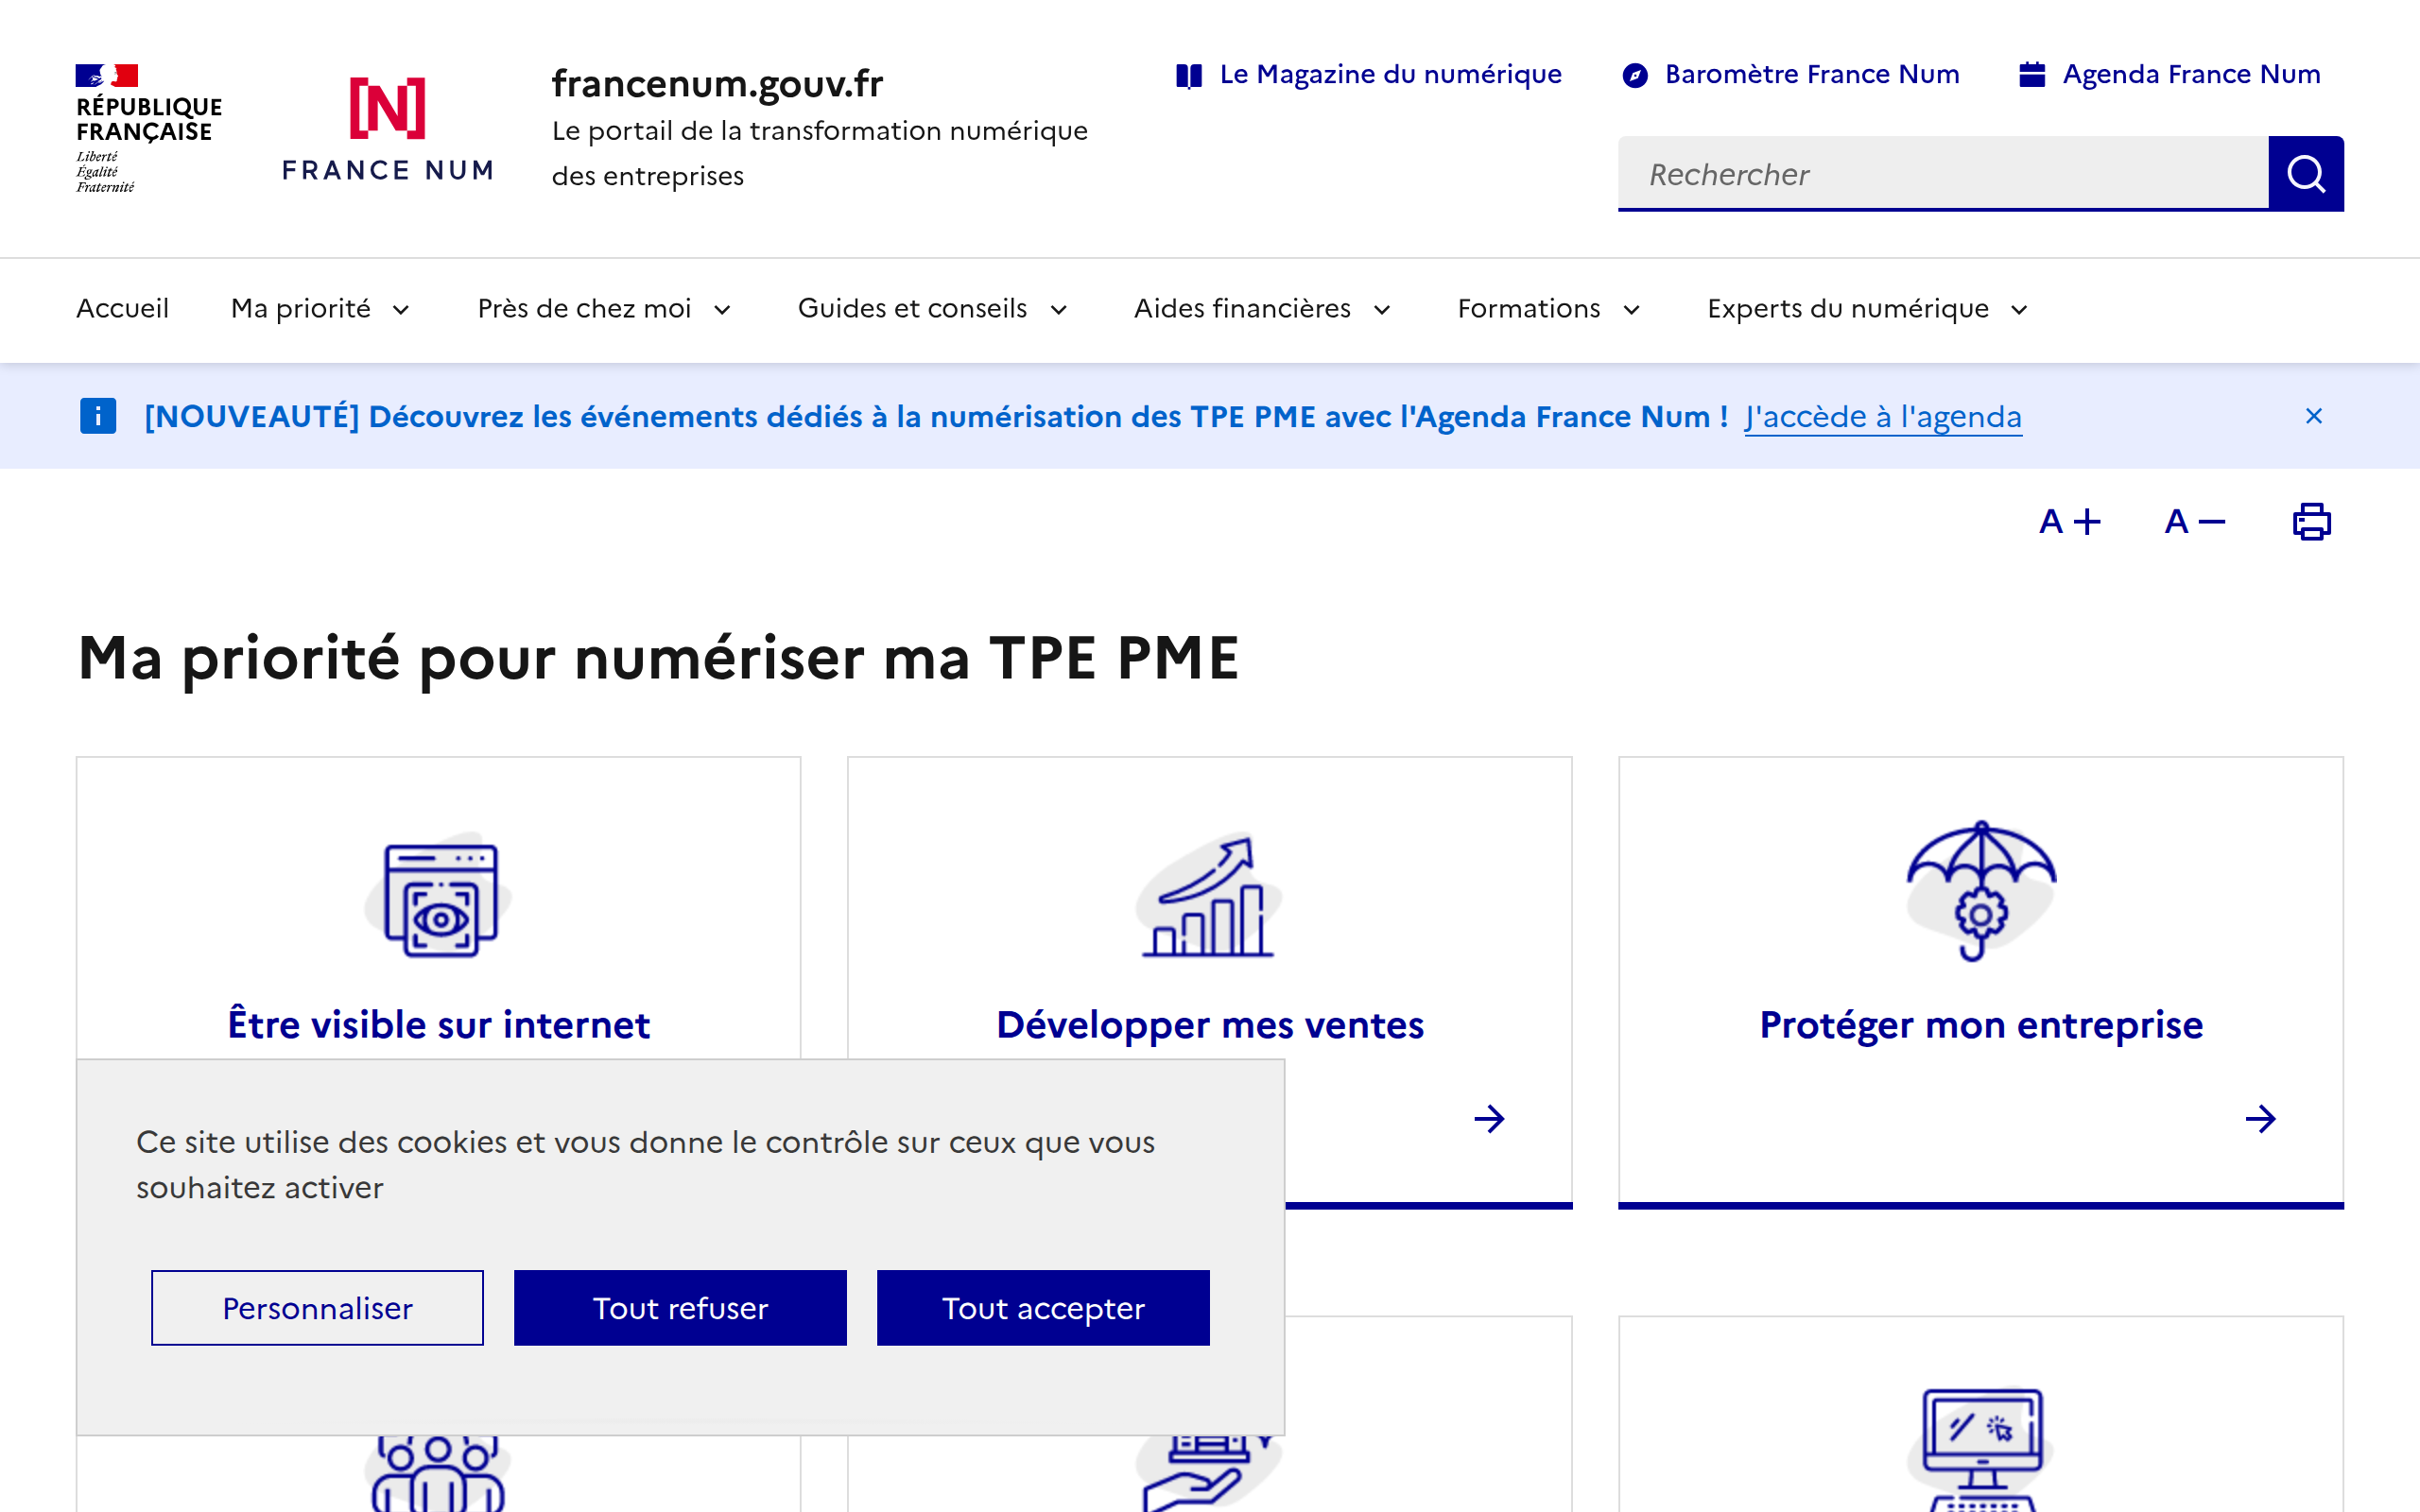 RÉPUBLIQUE
FRANÇAISE
Liberté
Égalité
Fraternité
[N]
FRANCE NUM
francenum.gouv.fr
Le portail de la transformation numérique
des entreprises
Le Magazine du numérique
Baromètre France Num
Agenda France Num
Rechercher
Accueil
Ma priorité
Près de chez moi
Guides et conseils
Aides financières
Formations
Experts du numérique
[NOUVEAUTÉ] Découvrez les événements dédiés à la numérisation des TPE PME avec l'Agenda France Num ! J'accède à l'agenda
A+
A−
Ma priorité pour numériser ma TPE PME
Être visible sur internet
Développer mes ventes
Protéger mon entreprise
Ce site utilise des cookies et vous donne le contrôle sur ceux que vous
souhaitez activer
Personnaliser
Tout refuser
Tout accepter